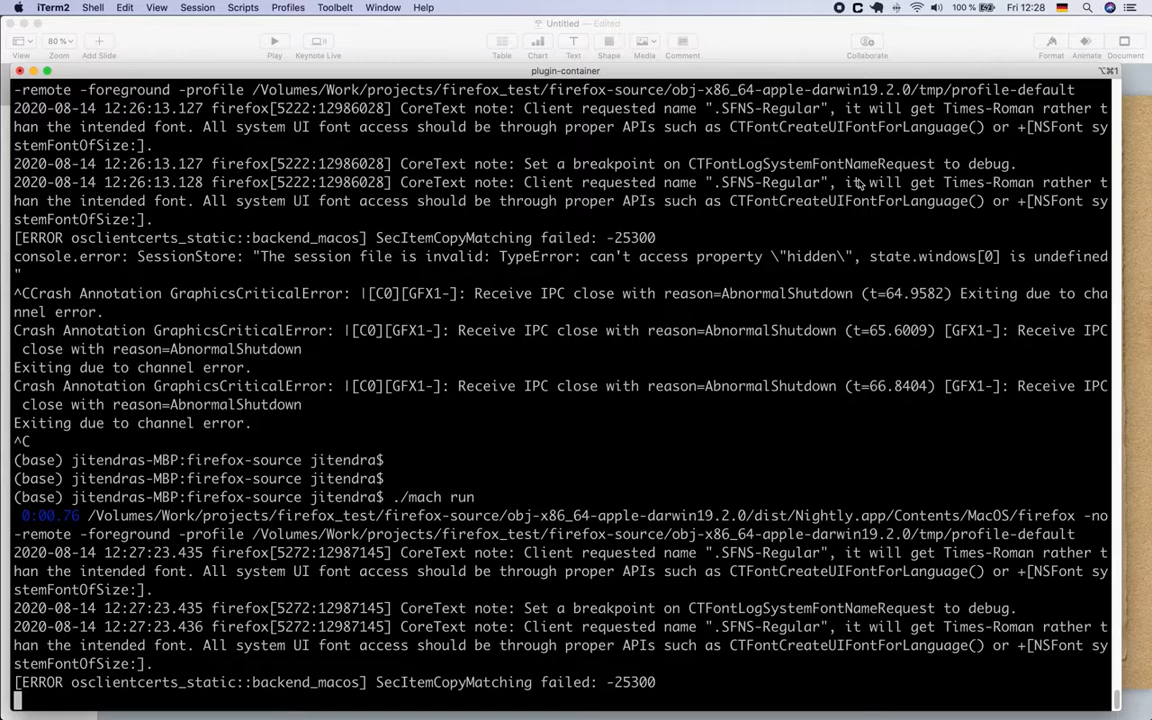 iTerm2 Shell Edit View Session Scripts Profiles Toolbelt Window Help 100 % Fri 12:28
Untitled — Edited
80 %
View Zoom Add Slide Play Keynote Live Table Chart Text Shape Media Comment Collaborate Format Animate Document
plugin-container ⌥⌘1
-remote -foreground -profile /Volumes/Work/projects/firefox_test/firefox-source/obj-x86_64-apple-darwin19.2.0/tmp/profile-default
2020-08-14 12:26:13.127 firefox[5222:12986028] CoreText note: Client requested name ".SFNS-Regular", it will get Times-Roman rather t
han the intended font. All system UI font access should be through proper APIs such as CTFontCreateUIFontForLanguage() or +[NSFont sy
stemFontOfSize:].
2020-08-14 12:26:13.127 firefox[5222:12986028] CoreText note: Set a breakpoint on CTFontLogSystemFontNameRequest to debug.
2020-08-14 12:26:13.128 firefox[5222:12986028] CoreText note: Client requested name ".SFNS-Regular", it will get Times-Roman rather t
han the intended font. All system UI font access should be through proper APIs such as CTFontCreateUIFontForLanguage() or +[NSFont sy
stemFontOfSize:].
[ERROR osclientcerts_static::backend_macos] SecItemCopyMatching failed: -25300
console.error: SessionStore: "The session file is invalid: TypeError: can't access property \"hidden\", state.windows[0] is undefined
"
^CCrash Annotation GraphicsCriticalError: |[C0][GFX1-]: Receive IPC close with reason=AbnormalShutdown (t=64.9582) Exiting due to cha
nnel error.
Crash Annotation GraphicsCriticalError: |[C0][GFX1-]: Receive IPC close with reason=AbnormalShutdown (t=65.6009) [GFX1-]: Receive IPC
 close with reason=AbnormalShutdown
Exiting due to channel error.
Crash Annotation GraphicsCriticalError: |[C0][GFX1-]: Receive IPC close with reason=AbnormalShutdown (t=66.8404) [GFX1-]: Receive IPC
 close with reason=AbnormalShutdown
Exiting due to channel error.
^C
(base) jitendras-MBP:firefox-source jitendra$
(base) jitendras-MBP:firefox-source jitendra$
(base) jitendras-MBP:firefox-source jitendra$ ./mach run
 0:00.76 /Volumes/Work/projects/firefox_test/firefox-source/obj-x86_64-apple-darwin19.2.0/dist/Nightly.app/Contents/MacOS/firefox -no
-remote -foreground -profile /Volumes/Work/projects/firefox_test/firefox-source/obj-x86_64-apple-darwin19.2.0/tmp/profile-default
2020-08-14 12:27:23.435 firefox[5272:12987145] CoreText note: Client requested name ".SFNS-Regular", it will get Times-Roman rather t
han the intended font. All system UI font access should be through proper APIs such as CTFontCreateUIFontForLanguage() or +[NSFont sy
stemFontOfSize:].
2020-08-14 12:27:23.435 firefox[5272:12987145] CoreText note: Set a breakpoint on CTFontLogSystemFontNameRequest to debug.
2020-08-14 12:27:23.436 firefox[5272:12987145] CoreText note: Client requested name ".SFNS-Regular", it will get Times-Roman rather t
han the intended font. All system UI font access should be through proper APIs such as CTFontCreateUIFontForLanguage() or +[NSFont sy
stemFontOfSize:].
[ERROR osclientcerts_static::backend_macos] SecItemCopyMatching failed: -25300